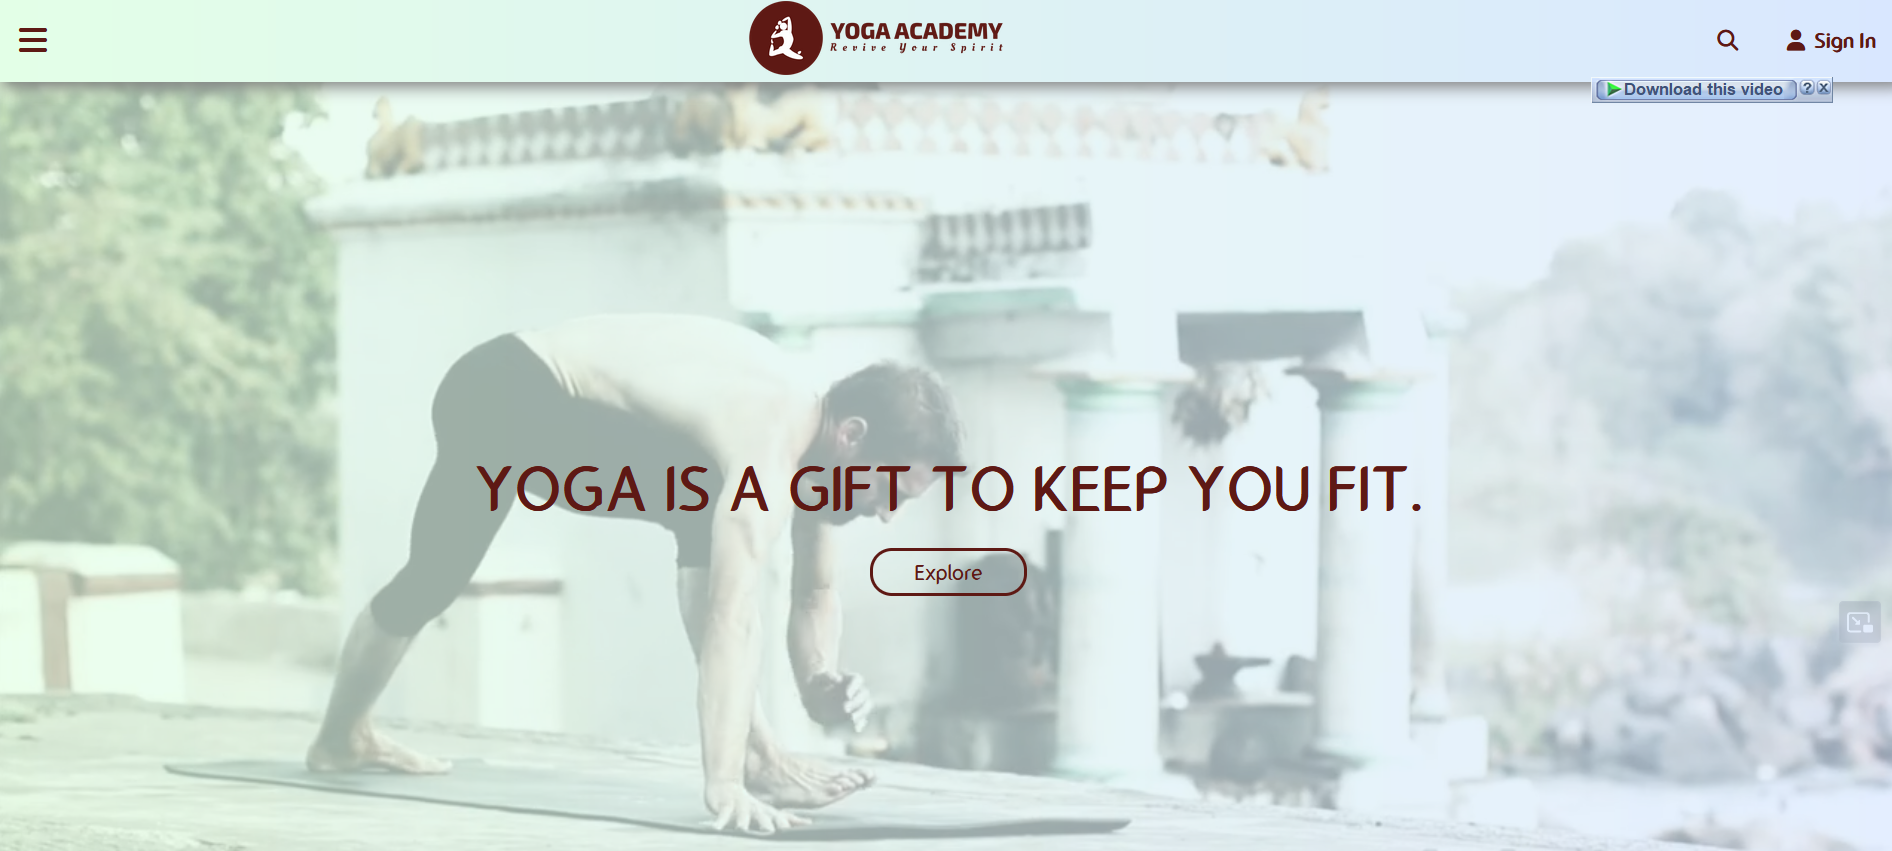 YOGA ACADEMY
Revive Your Spirit
Sign In
Download this video ? X
YOGA IS A GIFT TO KEEP YOU FIT.
Explore